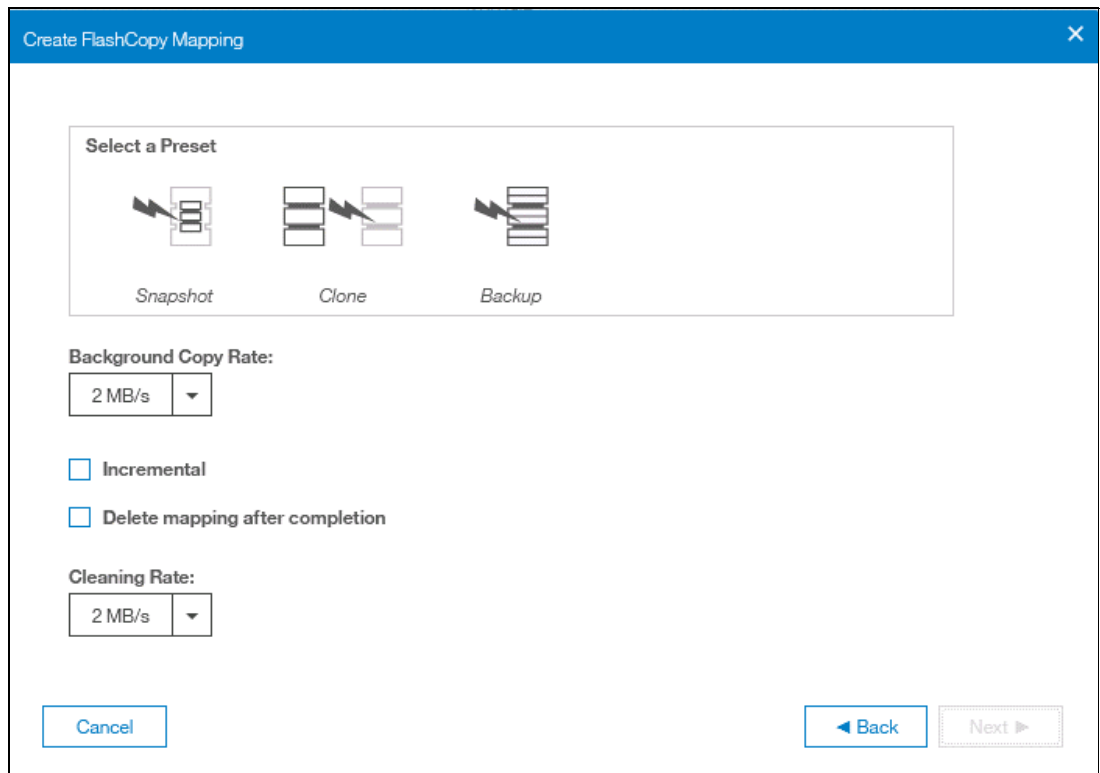 Create FlashCopy Mapping
Select a Preset
Snapshot Clone Backup
Background Copy Rate:
2 MB/s
Incremental
Delete mapping after completion
Cleaning Rate:
2 MB/s
Cancel Back Next